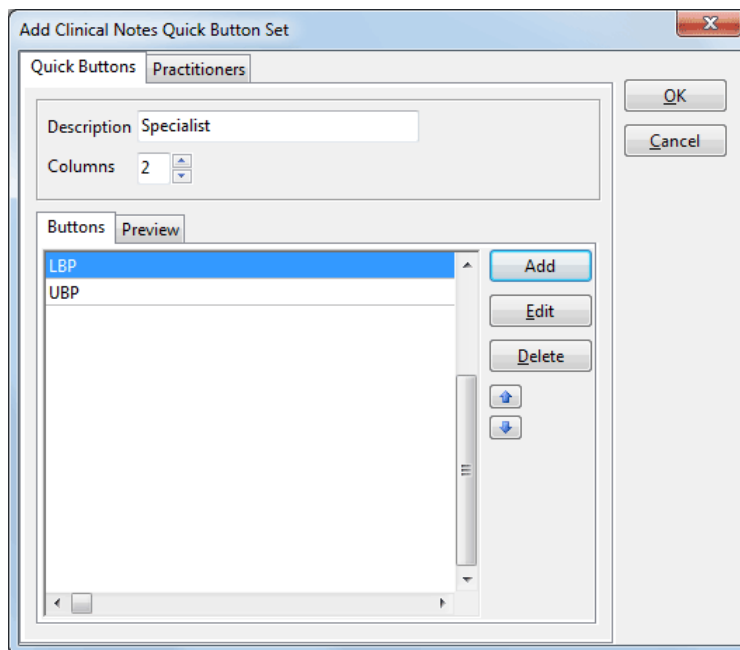 Add Clinical Notes Quick Button Set
Quick Buttons Practitioners
OK
Description Specialist
Cancel
Columns 2
Buttons Preview
LBP
Add
UBP
Edit
Delete